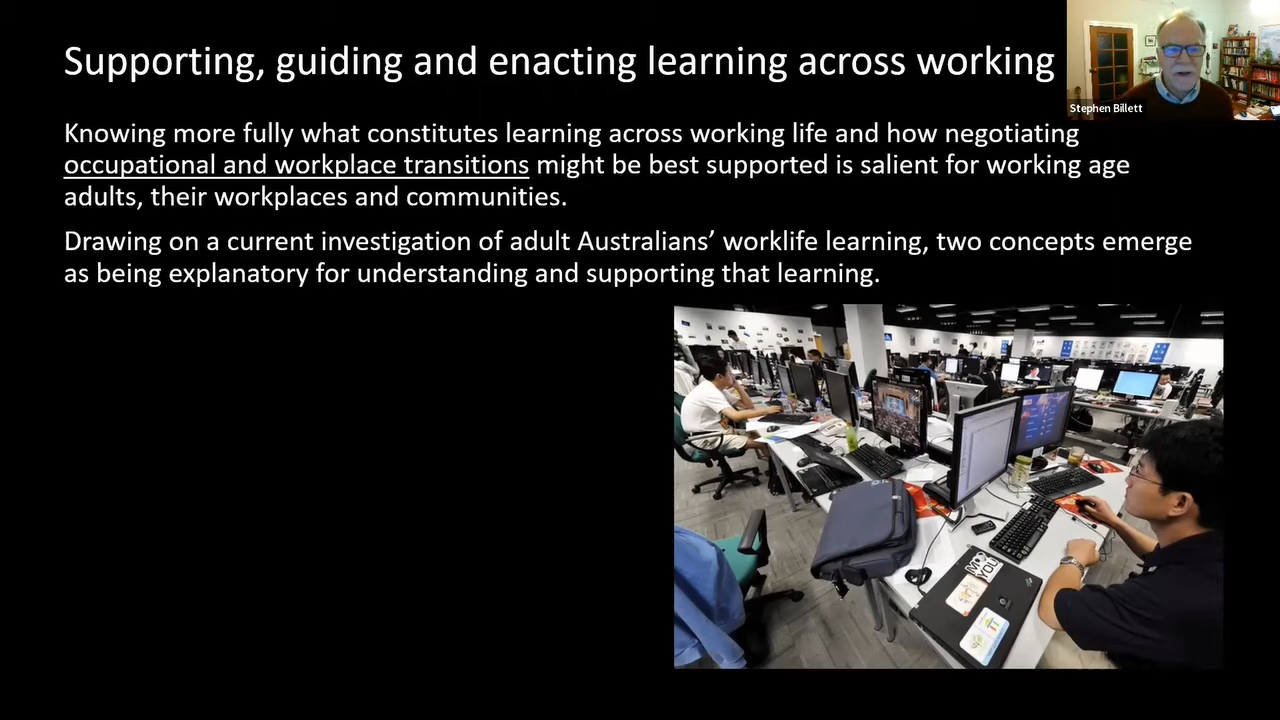 Supporting, guiding and enacting learning across working
Stephen Billett
Knowing more fully what constitutes learning across working life and how negotiating
occupational and workplace transitions might be best supported is salient for working age
adults, their workplaces and communities.
Drawing on a current investigation of adult Australians’ worklife learning, two concepts emerge
as being explanatory for understanding and supporting that learning.
MOO
YOU